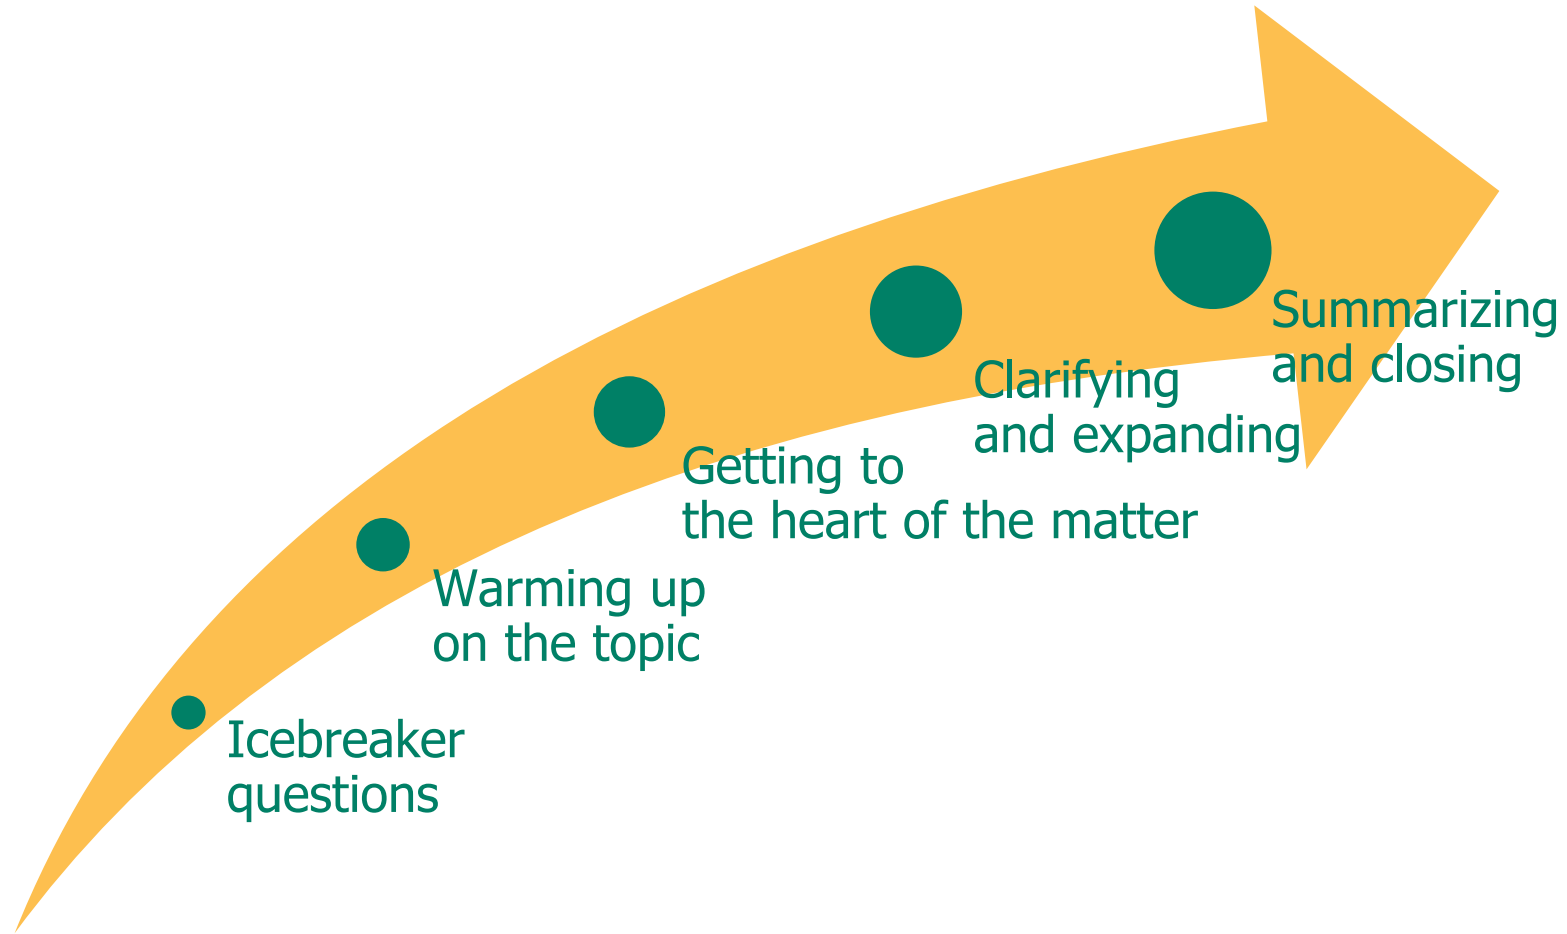 Icebreaker
questions
Warming up
on the topic
Getting to
the heart of the matter
Clarifying
and expanding
Summarizing
and closing